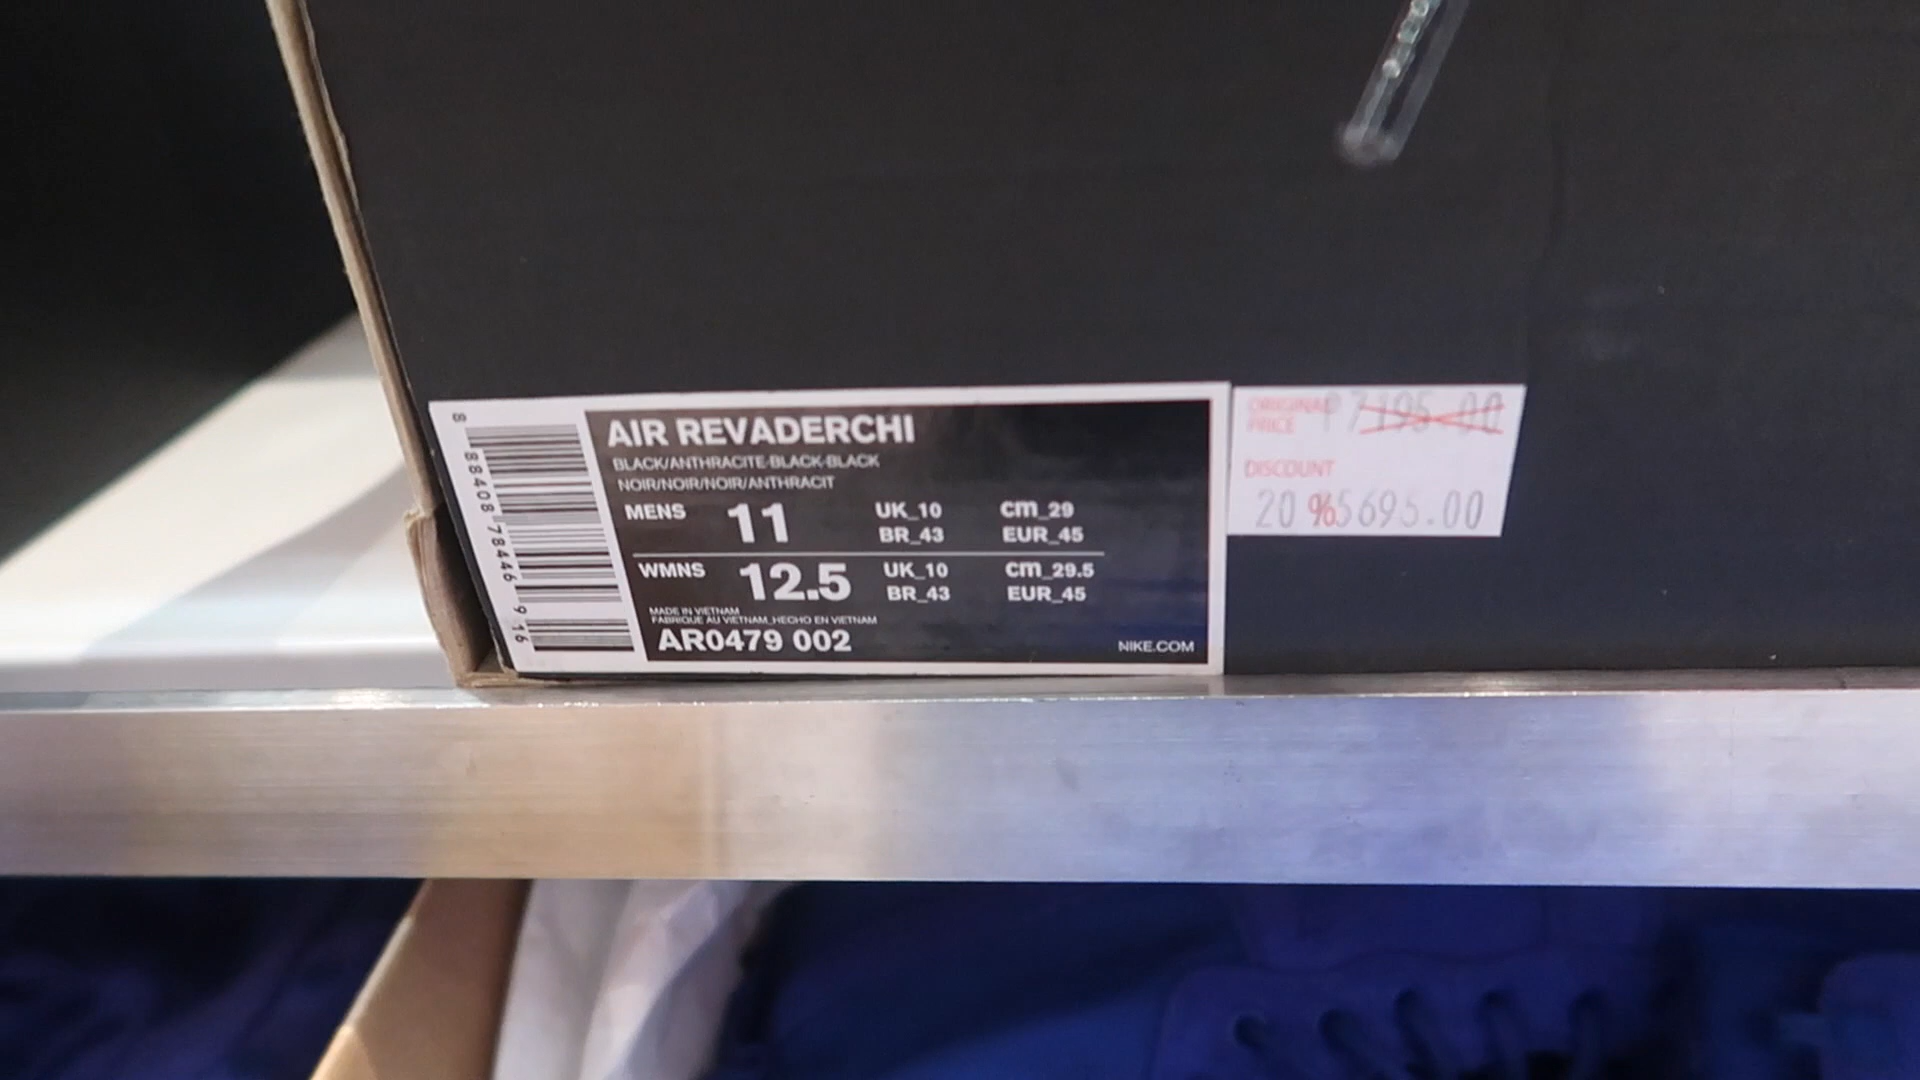 AIR REVADERCHI
BLACK/ANTHRACITE-BLACK-BLACK
NOIR/NOIR/NOIR/ANTHRACIT
MENS 11 UK_10 cm_29
BR_43 EUR_45
WMNS 12.5 UK_10 cm_29.5
BR_43 EUR_45
MADE IN VIETNAM
FABRIQUE AU VIETNAM_HECHO EN VIETNAM
AR0479 002 NIKE.COM
8 88408 78446 9 16
ORIGINAL PRICE P7195.00
DISCOUNT
20 %5695.00